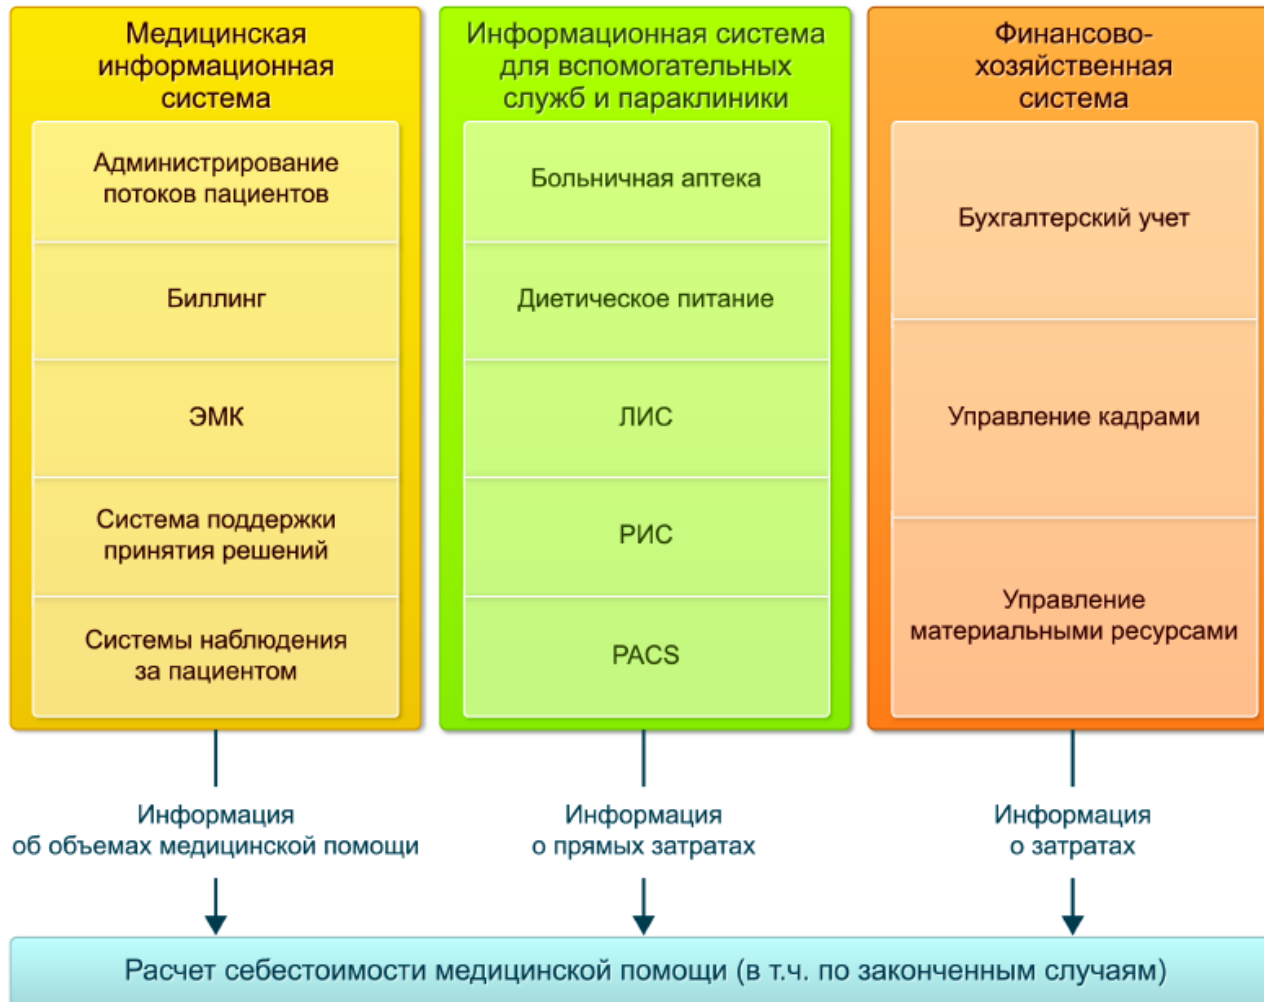 Медицинская
информационная
система
Администрирование
потоков пациентов
Биллинг
ЭМК
Система поддержки
принятия решений
Системы наблюдения
за пациентом
Информационная система
для вспомогательных
служб и параклиники
Больничная аптека
Диетическое питание
ЛИС
РИС
PACS
Финансово-
хозяйственная
система
Бухгалтерский учет
Управление кадрами
Управление
материальными ресурсами
Информация
об объемах медицинской помощи
Информация
о прямых затратах
Информация
о затратах
Расчет себестоимости медицинской помощи (в т.ч. по законченным случаям)